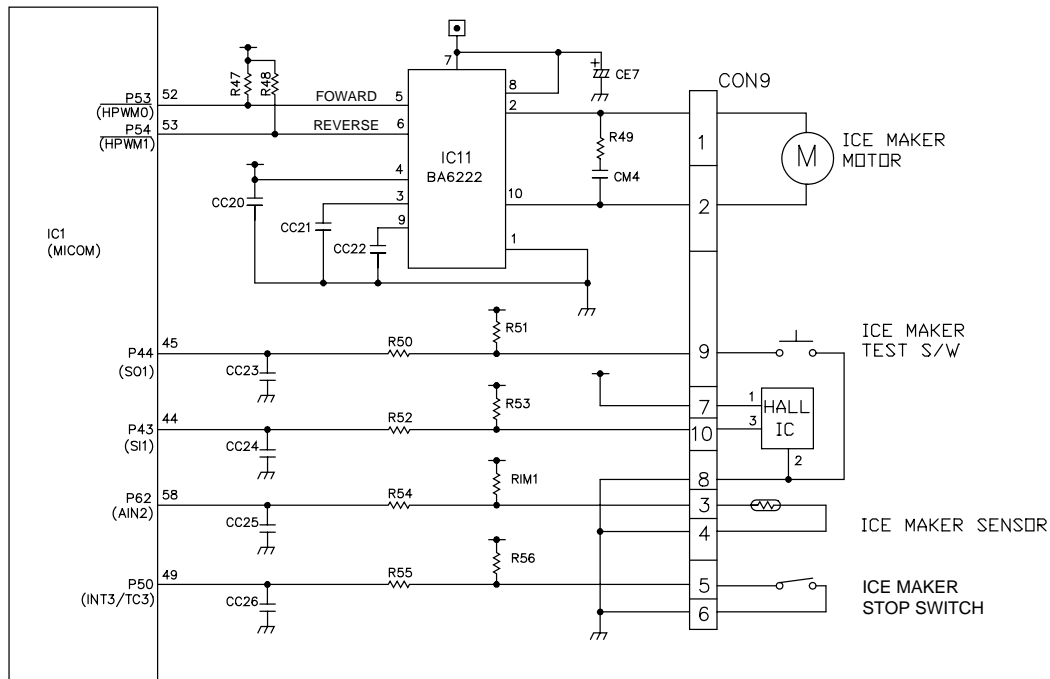 7
8
CE7
CON9
R47
R48
P53
52
(HPWM0)
FOWARD
5
2
P54
53
(HPWM1)
REVERSE
6
R49
1
M
ICE MAKER
MOTOR
IC11
BA6222
4
CM4
CC20
3
10
2
CC21
9
CC22
1
IC1
(MICOM)
R51
ICE MAKER
TEST S/W
P44
45
R50
9
(SO1)
CC23
R53
7
1
HALL
IC
P43
44
R52
10
3
(SI1)
CC24
2
RIM1
8
P62
58
R54
3
(AIN2)
CC25
4
ICE MAKER SENSOR
R56
P50
49
R55
5
ICE MAKER
STOP SWITCH
(INT3/TC3)
CC26
6